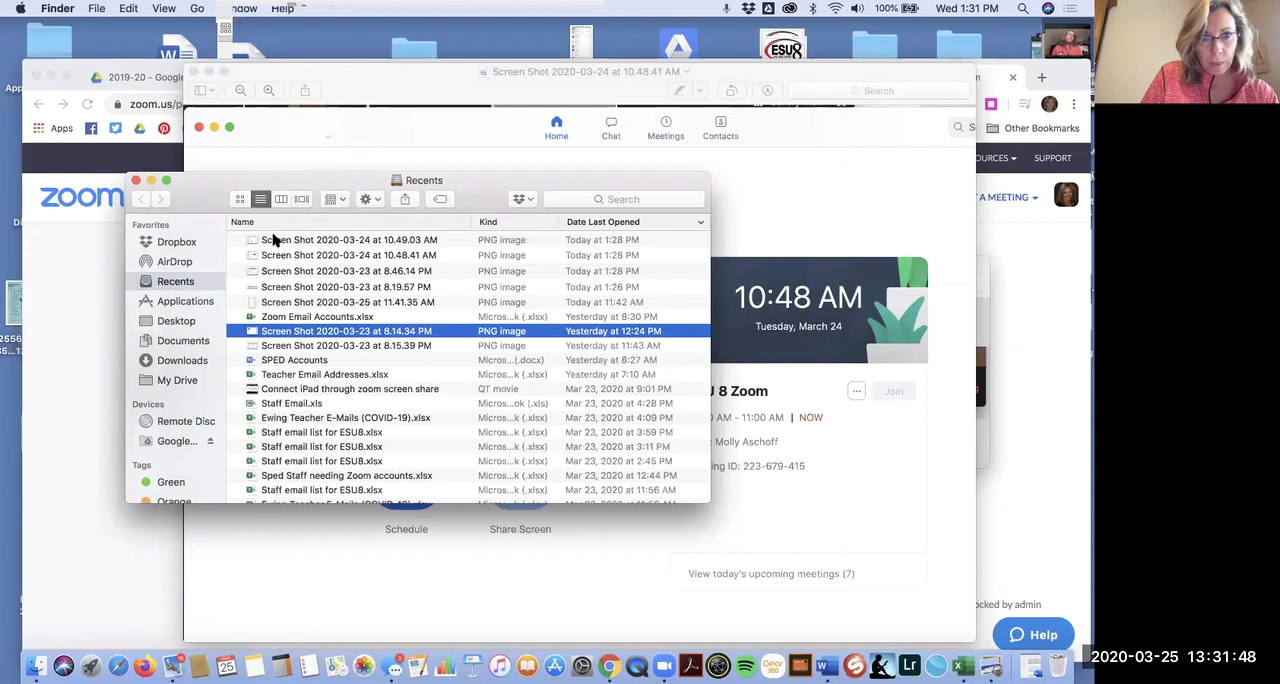 Finder File Edit View Go ndow Help 100% Wed 1:31 PM
ESU8
2019-20 - Goog
Screen Shot 2020-03-24 at 10.48.41 AM
zoom.us/p
Search
Apps
Other Bookmarks
Home Chat Meetings Contacts
OURCES SUPPORT
zoom
A MEETING
Recents
Search
Name Kind Date Last Opened
Favorites
Dropbox
AirDrop
Recents
Applications
Desktop
Documents
Downloads
My Drive
Devices
Remote Disc
Google...
Tags
Green
Orange
Screen Shot 2020-03-24 at 10.49.03 AM PNG image Today at 1:28 PM
Screen Shot 2020-03-24 at 10.48.41 AM PNG image Today at 1:28 PM
Screen Shot 2020-03-23 at 8.46.14 PM PNG image Today at 1:28 PM
Screen Shot 2020-03-23 at 8.19.57 PM PNG image Today at 1:26 PM
Screen Shot 2020-03-25 at 11.41.35 AM PNG image Today at 11:42 AM
Zoom Email Accounts.xlsx Micros...k (.xlsx) Yesterday at 8:30 PM
Screen Shot 2020-03-23 at 8.14.34 PM PNG image Yesterday at 12:24 PM
Screen Shot 2020-03-23 at 8.15.39 PM PNG image Yesterday at 11:43 AM
SPED Accounts Micros...(.docx) Yesterday at 8:27 AM
Teacher Email Addresses.xlsx Micros...k (.xlsx) Yesterday at 7:10 AM
Connect iPad through zoom screen share QT movie Mar 23, 2020 at 9:01 PM
Staff Email.xls Micros...ok (.xls) Mar 23, 2020 at 4:28 PM
Ewing Teacher E-Mails (COVID-19).xlsx Micros...k (.xlsx) Mar 23, 2020 at 4:09 PM
Staff email list for ESU8.xlsx Micros...k (.xlsx) Mar 23, 2020 at 3:59 PM
Staff email list for ESU8.xlsx Micros...k (.xlsx) Mar 23, 2020 at 3:11 PM
Staff email list for ESU8.xlsx Micros...k (.xlsx) Mar 23, 2020 at 2:45 PM
Sped Staff needing Zoom accounts.xlsx Micros...k (.xlsx) Mar 23, 2020 at 12:44 PM
Staff email list for ESU8.xlsx Micros...k (.xlsx) Mar 23, 2020 at 11:56 AM
10:48 AM
Tuesday, March 24
U 8 Zoom
Join
AM - 11:00 AM | NOW
: Molly Aschoff
ing ID: 223-679-415
Schedule Share Screen
View today's upcoming meetings (7)
ocked by admin
Help
2020-03-25 13:31:48